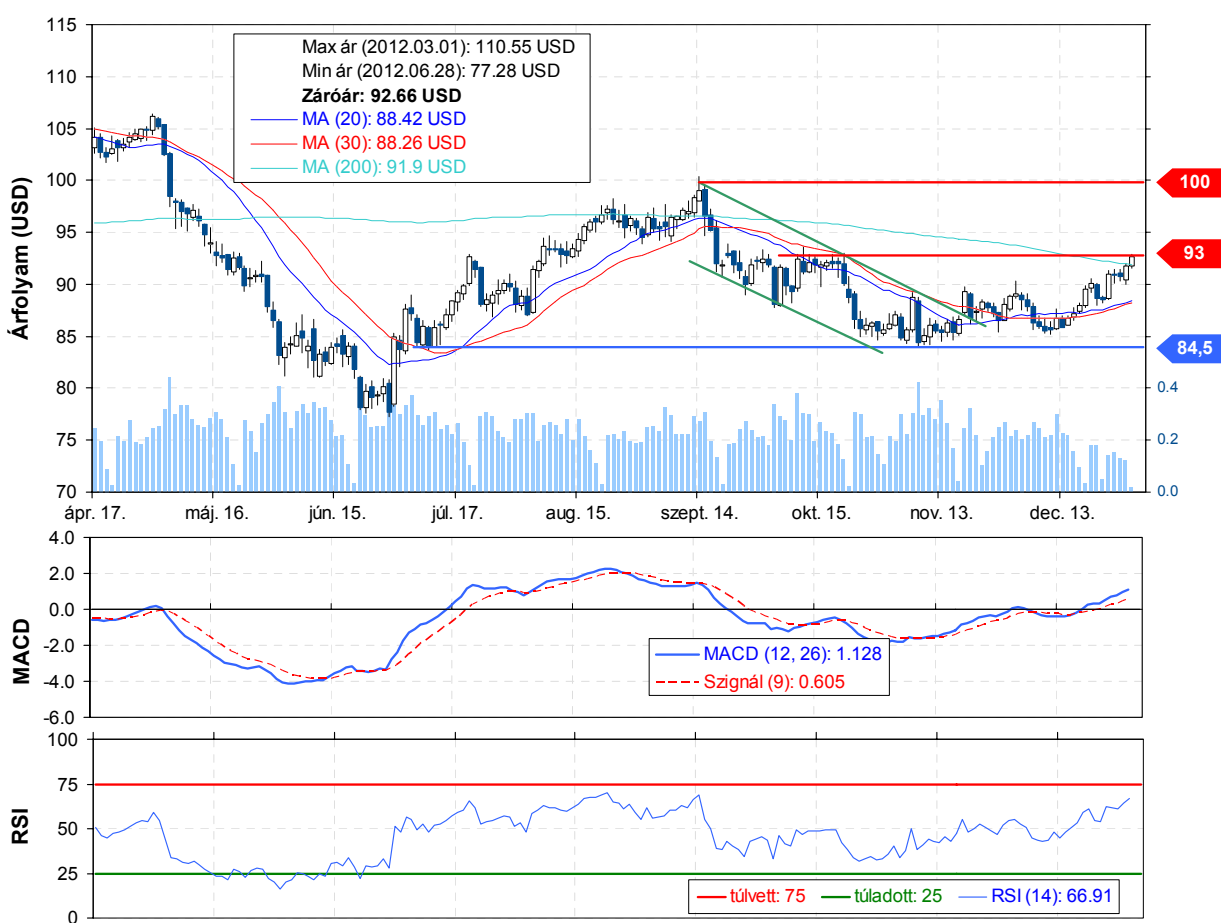 115
110
105
100
95
90
85
80
75
70
Árfolyam (USD)
Max ár (2012.03.01): 110.55 USD
Min ár (2012.06.28): 77.28 USD
Záróár: 92.66 USD
MA (20): 88.42 USD
MA (30): 88.26 USD
MA (200): 91.9 USD
100
93
84,5
0.4
0.2
0.0
ápr. 17.
máj. 16.
jún. 15.
júl. 17.
aug. 15.
szept. 14.
okt. 15.
nov. 13.
dec. 13.
4.0
2.0
0.0
-2.0
-4.0
-6.0
MACD
MACD (12, 26): 1.128
Szignál (9): 0.605
100
75
50
25
0
RSI
túlvett: 75
túladott: 25
RSI (14): 66.91